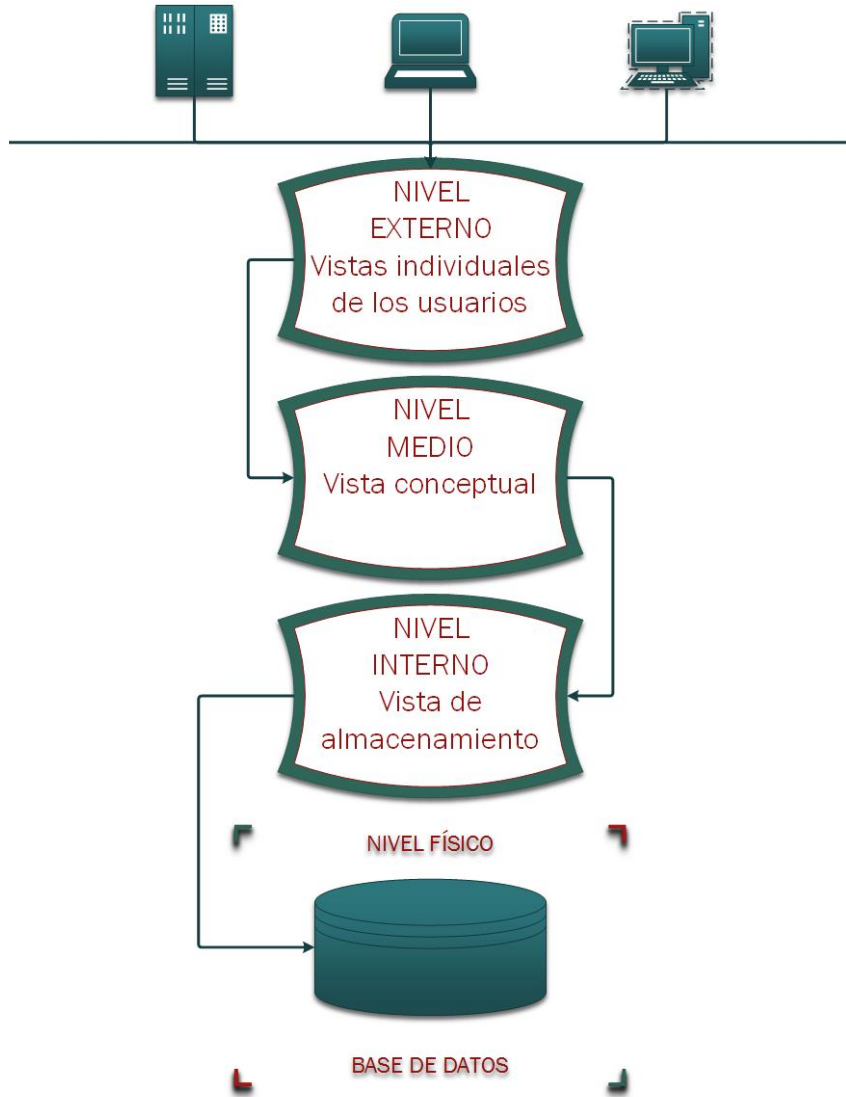 NIVEL
EXTERNO
Vistas individuales
de los usuarios
NIVEL
MEDIO
Vista conceptual
NIVEL
INTERNO
Vista de
almacenamiento
NIVEL FÍSICO
BASE DE DATOS